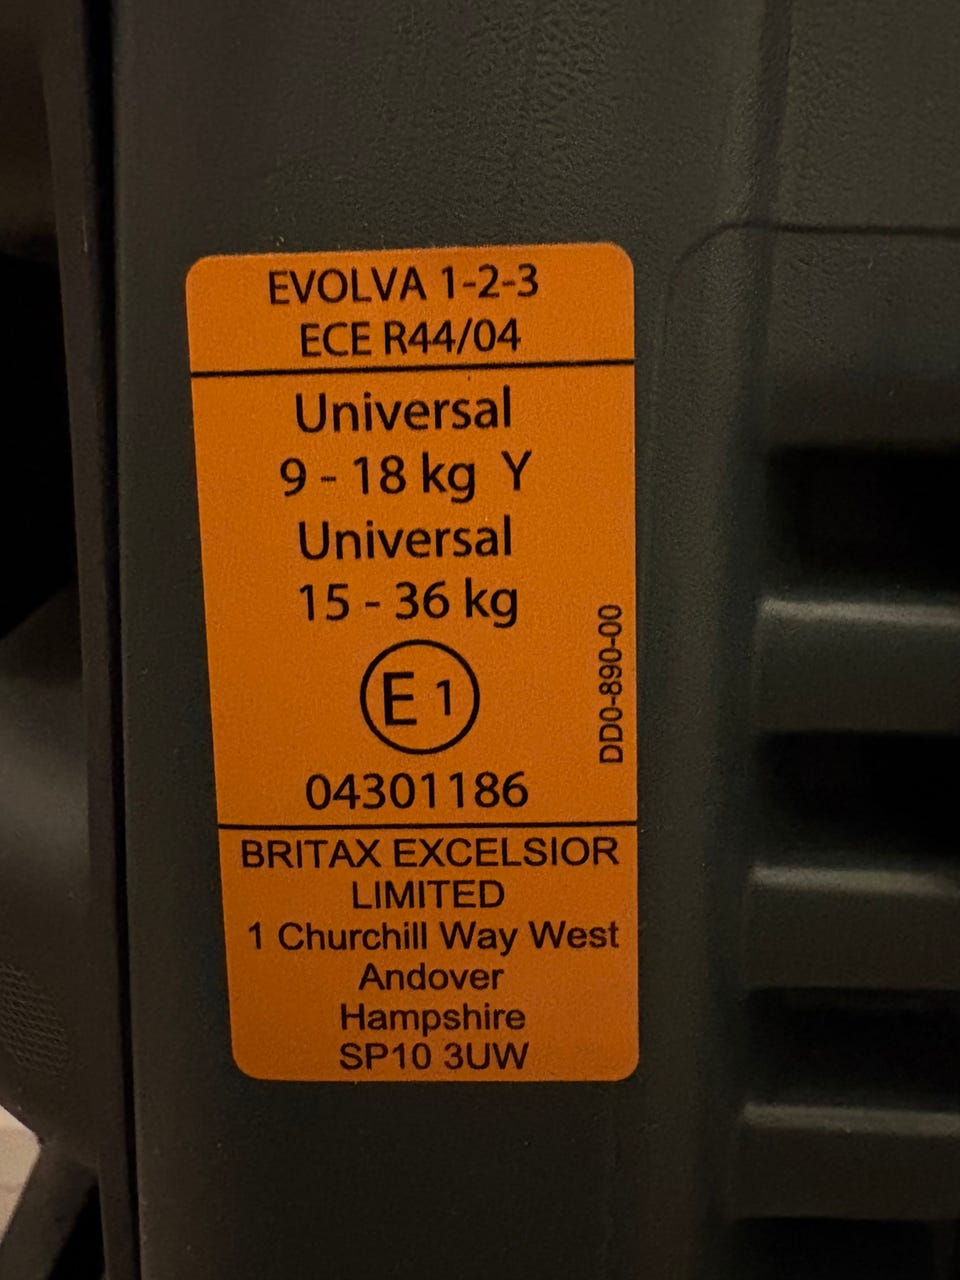 EVOLVA 1-2-3
ECE R44/04
Universal
9 - 18 kg Y
Universal
15 - 36 kg
E 1
04301186
DD0-890-00
BRITAX EXCELSIOR
LIMITED
1 Churchill Way West
Andover
Hampshire
SP10 3UW